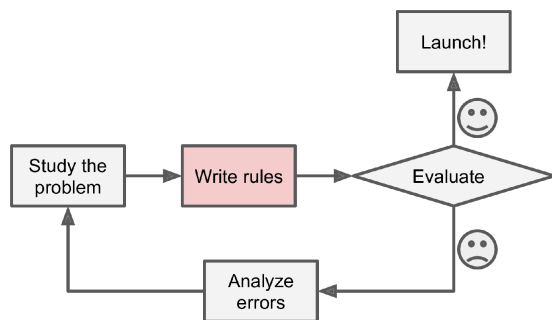 Launch!
Study the
problem
Write rules
Evaluate
Analyze
errors